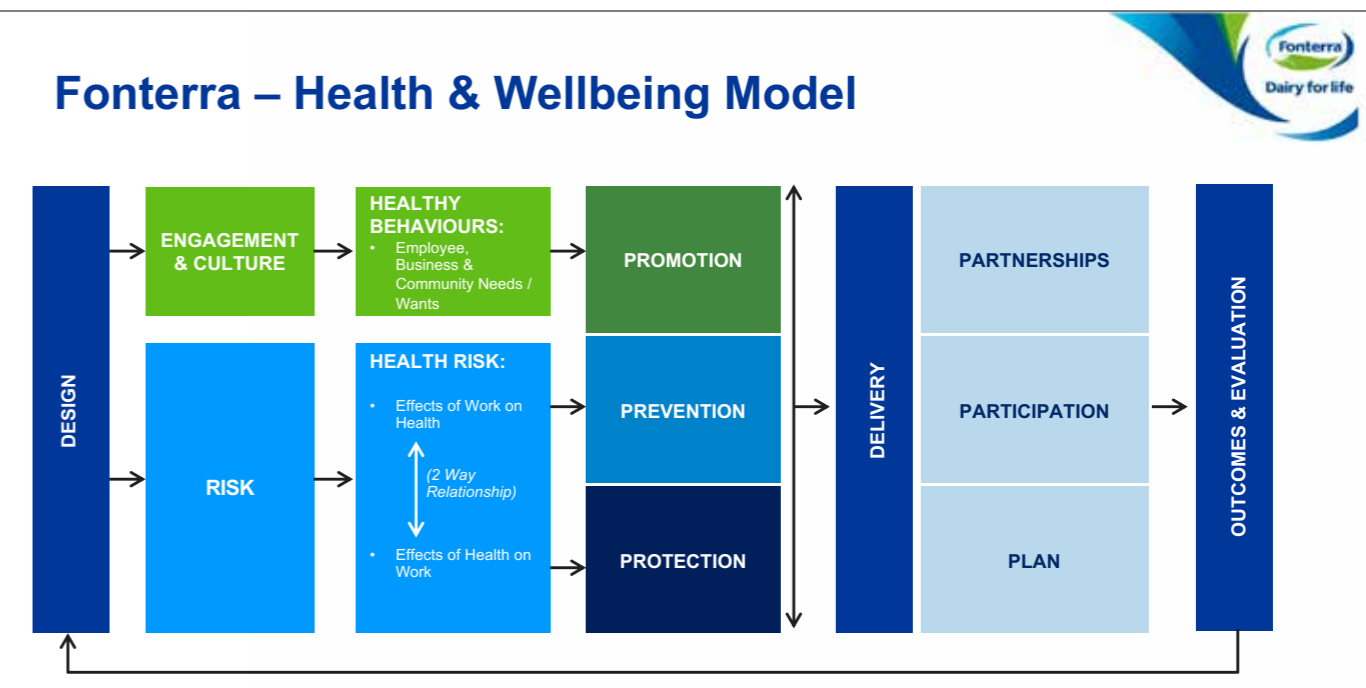 Fonterra
Dairy for life
Fonterra – Health & Wellbeing Model
DESIGN
ENGAGEMENT
& CULTURE
HEALTHY
BEHAVIOURS:
• Employee,
Business &
Community Needs /
Wants
PROMOTION
RISK
HEALTH RISK:
• Effects of Work on
Health
(2 Way
Relationship)
• Effects of Health on
Work
PREVENTION
PROTECTION
DELIVERY
PARTNERSHIPS
PARTICIPATION
PLAN
OUTCOMES & EVALUATION